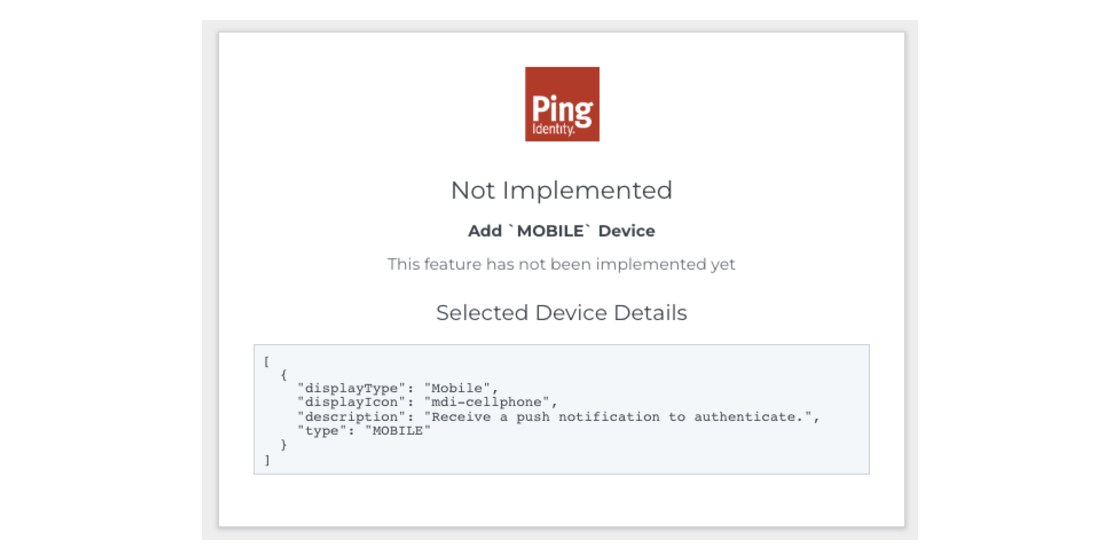 Ping
Identity.
Not Implemented
Add `MOBILE` Device
This feature has not been implemented yet
Selected Device Details
[
  {
    "displayType": "Mobile",
    "displayIcon": "mdi-cellphone",
    "description": "Receive a push notification to authenticate.",
    "type": "MOBILE"
  }
]